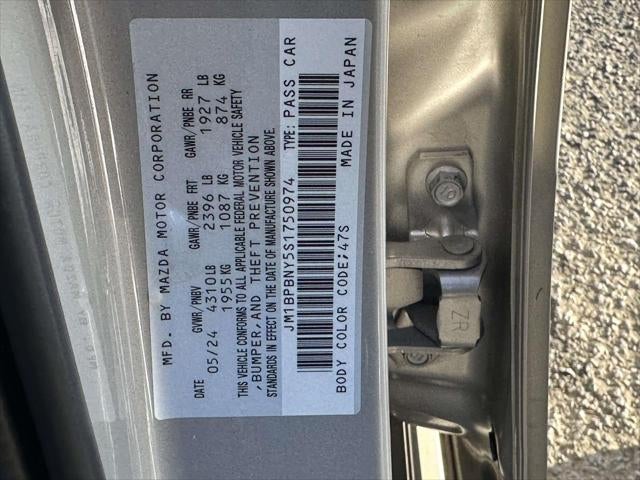 MFD. BY MAZDA MOTOR CORPORATION
DATE GVWR/PNBV GAWR/PNBE FRT GAWR/PNBE RR
05/24 4310LB 2396 LB 1927 LB
1955KG 1087 KG 874 KG
THIS VEHICLE CONFORMS TO ALL APPLICABLE FEDERAL MOTOR VEHICLE SAFETY
,BUMPER,AND THEFT PREVENTION
STANDARDS IN EFFECT ON THE DATE OF MANUFACTURE SHOWN ABOVE.
JM1BPBNY5S1750974 TYPE: PASS CAR
BODY COLOR CODE;47S MADE IN JAPAN
ZR